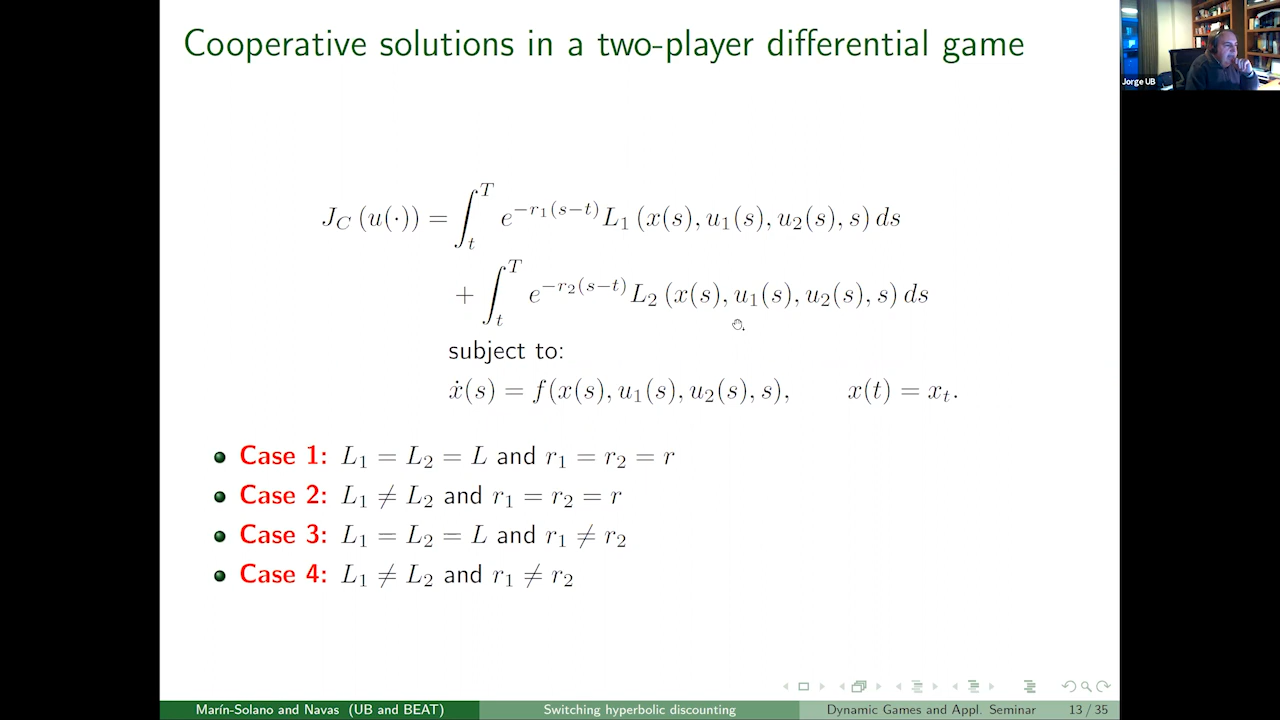 Cooperative solutions in a two-player differential game
Jorge UB
J_C (u(·)) = ∫_t^T e^{−r_1(s−t)} L_1 (x(s), u_1(s), u_2(s), s) ds
+ ∫_t^T e^{−r_2(s−t)} L_2 (x(s), u_1(s), u_2(s), s) ds
subject to:
ẋ(s) = f(x(s), u_1(s), u_2(s), s), x(t) = x_t.
Case 1: L_1 = L_2 = L and r_1 = r_2 = r
Case 2: L_1 ≠ L_2 and r_1 = r_2 = r
Case 3: L_1 = L_2 = L and r_1 ≠ r_2
Case 4: L_1 ≠ L_2 and r_1 ≠ r_2
Marín-Solano and Navas (UB and BEAT) Switching hyperbolic discounting Dynamic Games and Appl. Seminar 13 / 35